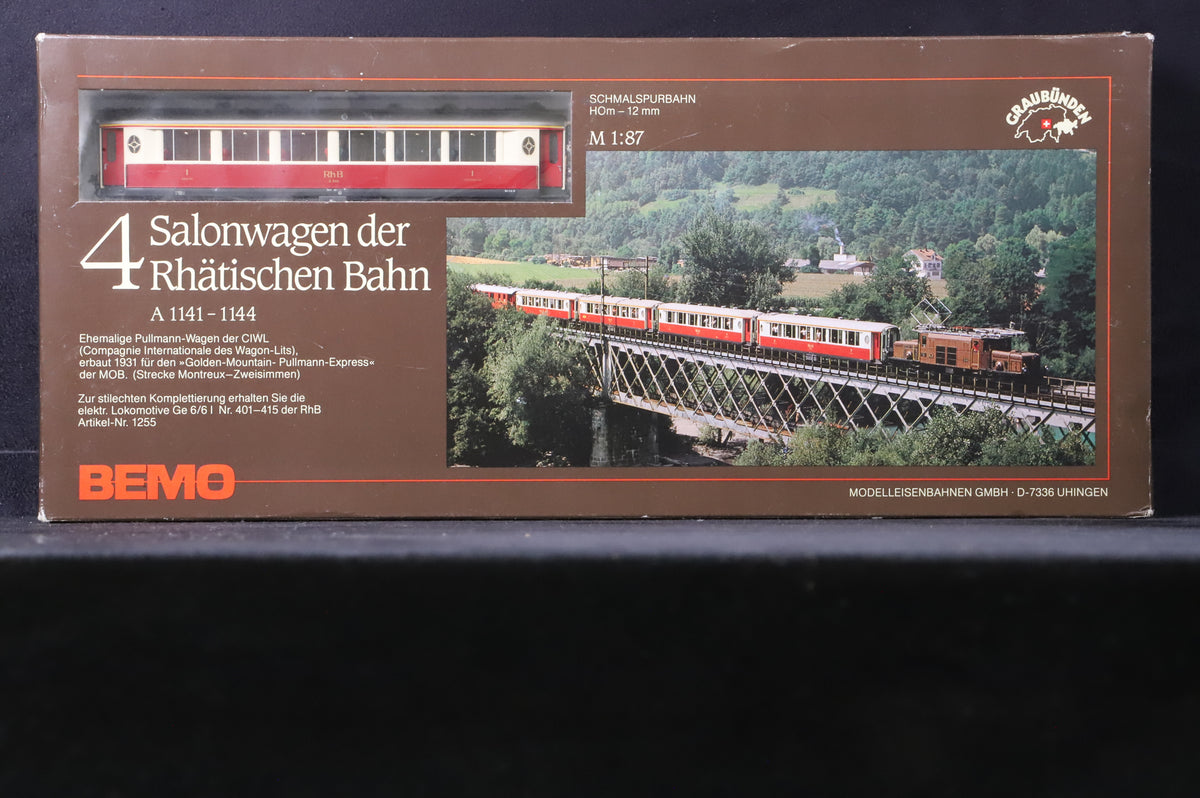 SCHMALSPURBAHN
HOm – 12 mm
M 1:87
GRAUBÜNDEN
1
RhB
1
4 Salonwagen der
Rhätischen Bahn
A 1141 – 1144
Ehemalige Pullmann-Wagen der CIWL
(Compagnie Internationale des Wagon-Lits),
erbaut 1931 für den »Golden-Mountain- Pullmann-Express«
der MOB. (Strecke Montreux–Zweisimmen)
Zur stilechten Komplettierung erhalten Sie die
elektr. Lokomotive Ge 6/6 I Nr. 401–415 der RhB
Artikel-Nr. 1255
BEMO
MODELLEISENBAHNEN GMBH · D-7336 UHINGEN